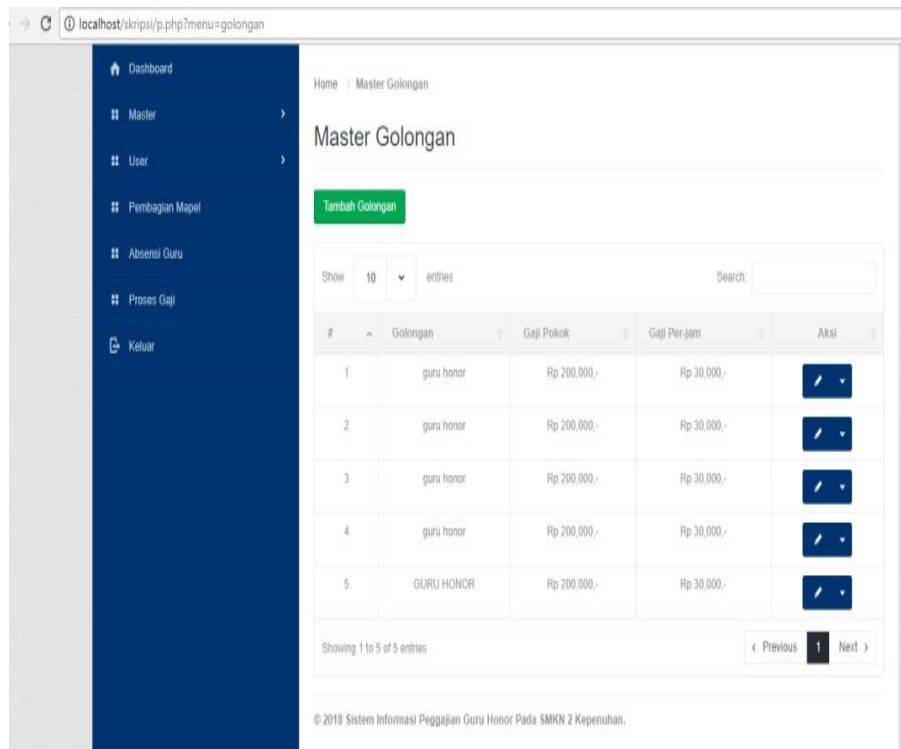 localhost/skripsi/p.php?menu=golongan
Dashboard
Master
User
Pembagian Mapel
Absensi Guru
Proses Gaji
Keluar
Home / Master Golongan
Master Golongan
Tambah Golongan
Show 10 entries Search:
# Golongan Gaji Pokok Gaji Per-jam Aksi
1 guru honor Rp 200,000,- Rp 30,000,-
2 guru honor Rp 200,000,- Rp 30,000,-
3 guru honor Rp 200,000,- Rp 30,000,-
4 guru honor Rp 200,000,- Rp 30,000,-
5 GURU HONOR Rp 200,000,- Rp 30,000,-
Showing 1 to 5 of 5 entries ‹ Previous 1 Next ›
© 2018 Sistem Informasi Peggajian Guru Honor Pada SMKN 2 Kepenuhan.